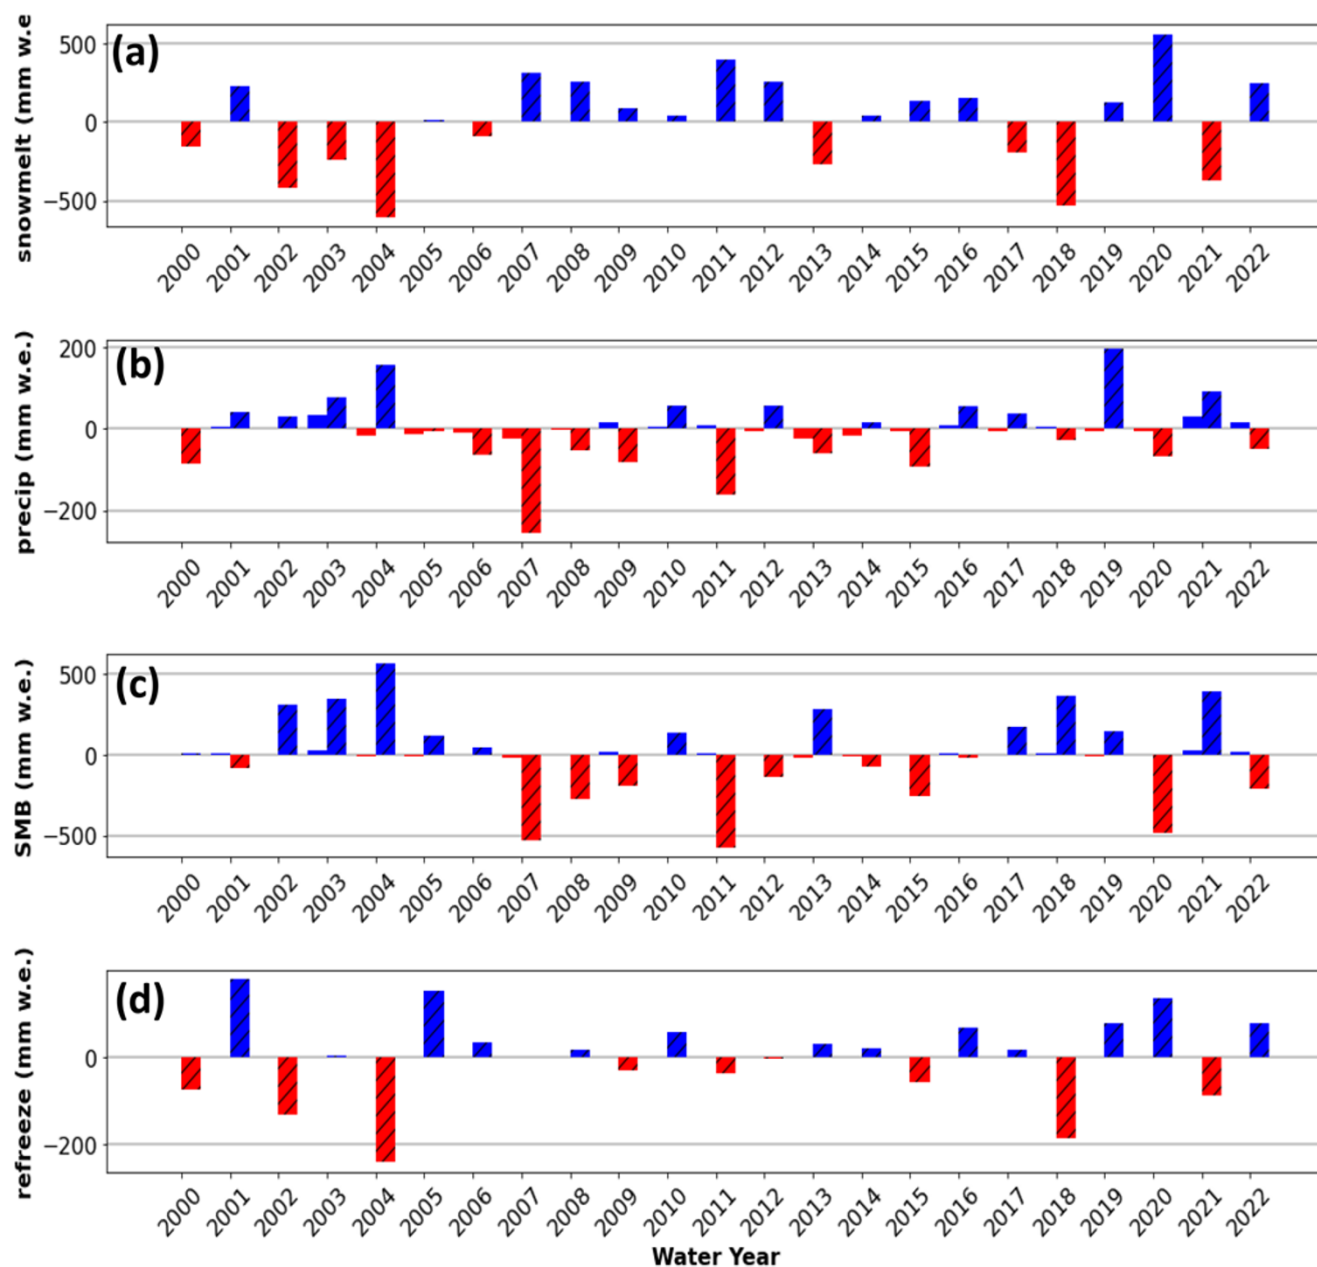 snowmelt (mm w.e
(a)
500
0
−500
2000 2001 2002 2003 2004 2005 2006 2007 2008 2009 2010 2011 2012 2013 2014 2015 2016 2017 2018 2019 2020 2021 2022
precip (mm w.e.)
(b)
200
0
−200
2000 2001 2002 2003 2004 2005 2006 2007 2008 2009 2010 2011 2012 2013 2014 2015 2016 2017 2018 2019 2020 2021 2022
SMB (mm w.e.)
(c)
500
0
−500
2000 2001 2002 2003 2004 2005 2006 2007 2008 2009 2010 2011 2012 2013 2014 2015 2016 2017 2018 2019 2020 2021 2022
refreeze (mm w.e.)
(d)
0
−200
2000 2001 2002 2003 2004 2005 2006 2007 2008 2009 2010 2011 2012 2013 2014 2015 2016 2017 2018 2019 2020 2021 2022
Water Year